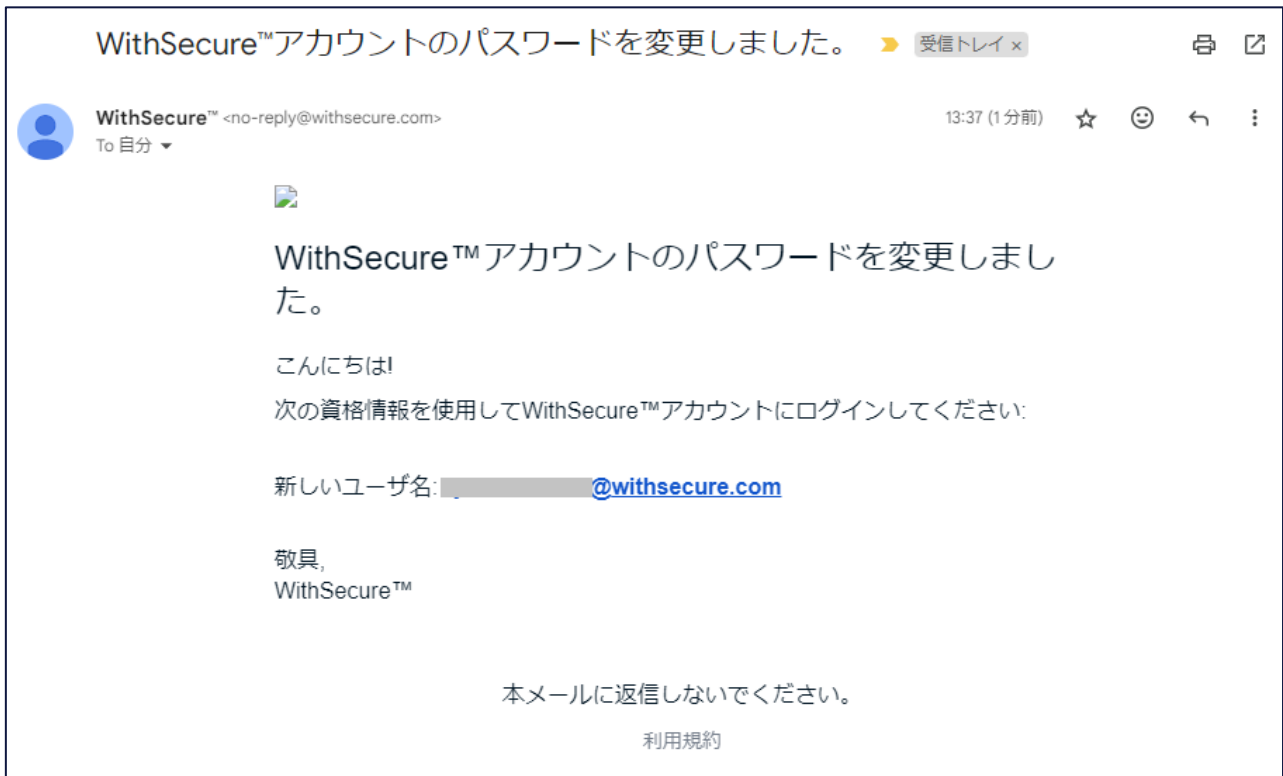 WithSecure™アカウントのパスワードを変更しました。 受信トレイ ×
WithSecure™ <no-reply@withsecure.com> 13:37 (1 分前)
To 自分
WithSecure™アカウントのパスワードを変更しまし
た。
こんにちは!
次の資格情報を使用してWithSecure™アカウントにログインしてください:
新しいユーザ名: @withsecure.com
敬具,
WithSecure™
本メールに返信しないでください。
利用規約